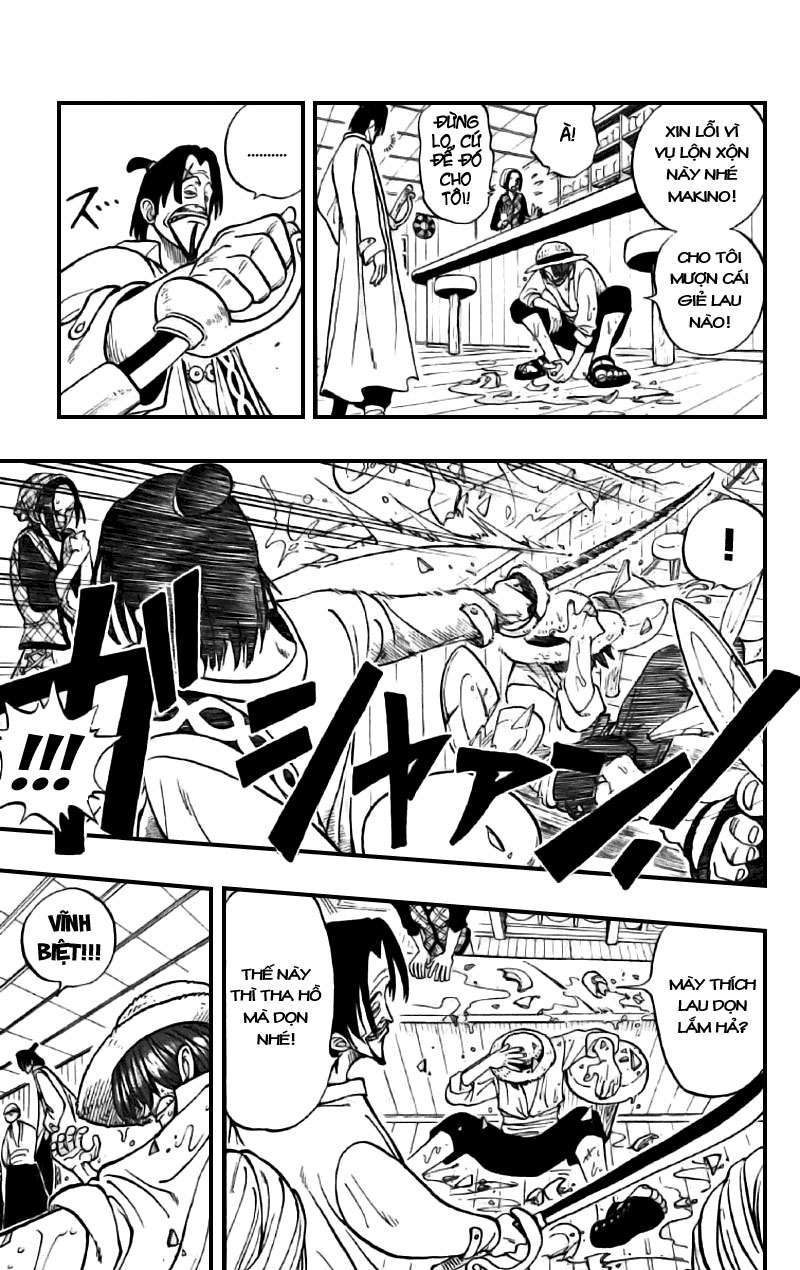 XIN LỖI VÌ
VỤ LỘN XỘN
NÀY NHÉ
MAKINO!
CHO TÔI
MƯỢN CÁI
GIẺ LAU
NÀO!
À!
ĐỪNG
LO, CỨ
ĐỂ ĐÓ
CHO
TÔI!
...........
ズ...
!
ガシャアン!!
!!!
MÀY THÍCH
LAU DỌN
LẮM HẢ?
THẾ NÀY
THÌ THA HỒ
MÀ DỌN
NHÉ!
VĨNH
BIỆT!!!